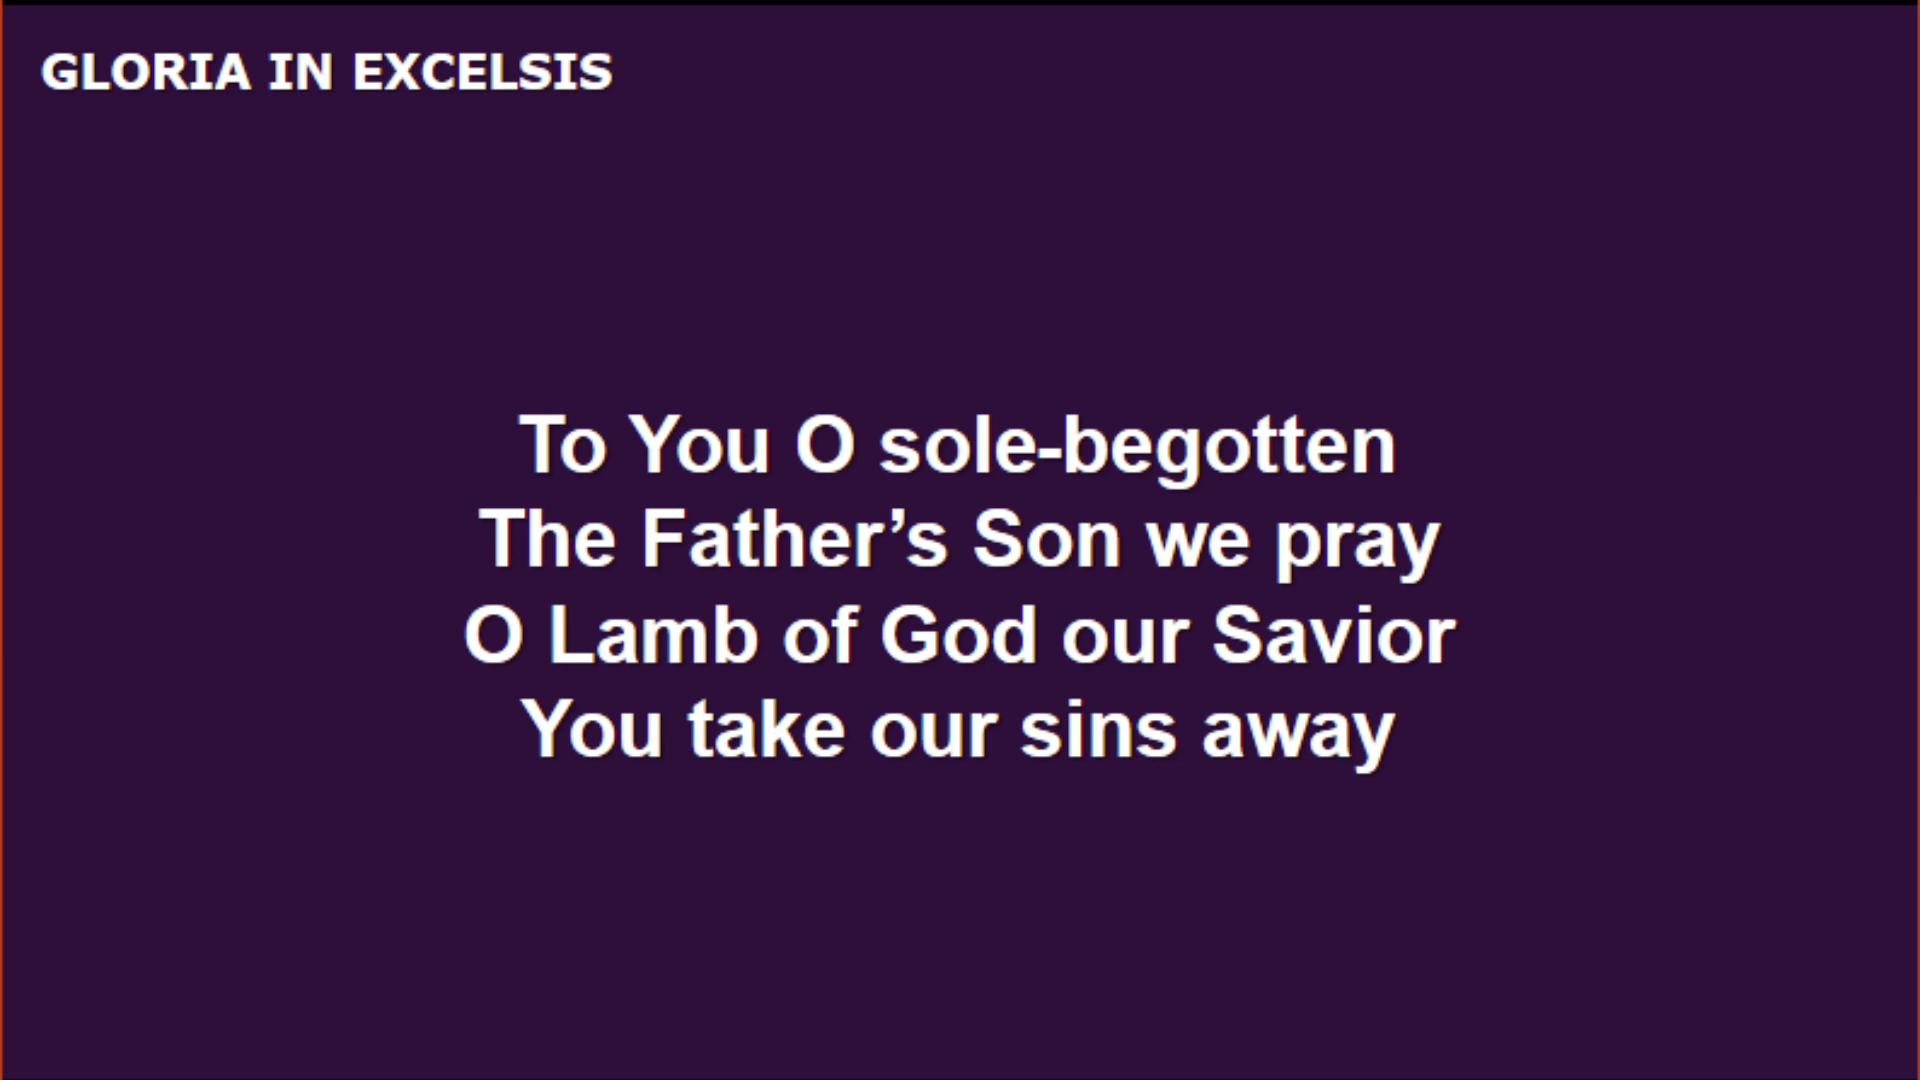 GLORIA IN EXCELSIS
To You O sole-begotten
The Father’s Son we pray
O Lamb of God our Savior
You take our sins away